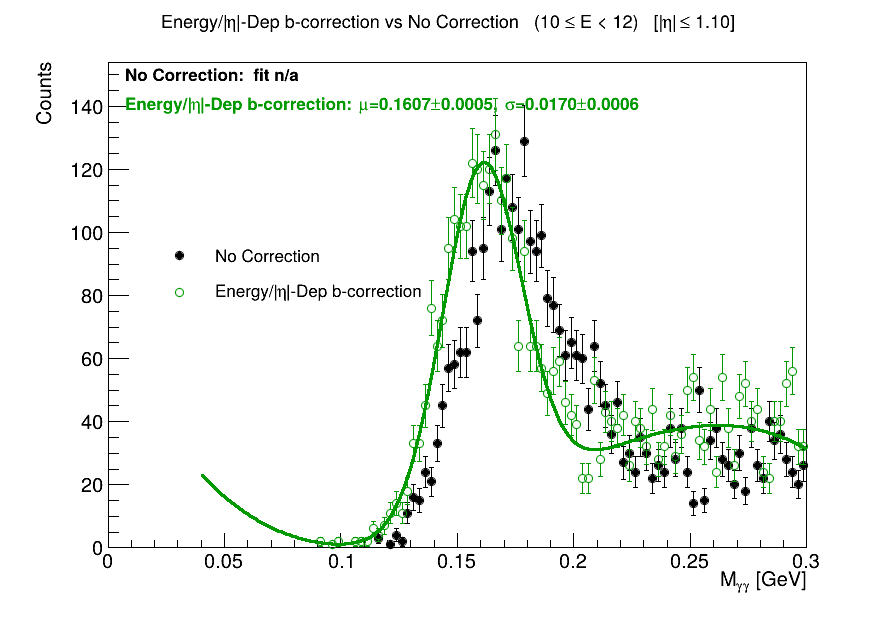 Energy/|η|-Dep b-correction vs No Correction (10 ≤ E < 12) [|η| ≤ 1.10]
No Correction: fit n/a
Energy/|η|-Dep b-correction: μ=0.1607±0.0005, σ=0.0170±0.0006
Counts
140
120
100
80
60
40
20
0
No Correction
Energy/|η|-Dep b-correction
0 0.05 0.1 0.15 0.2 0.25 0.3
Mγγ [GeV]